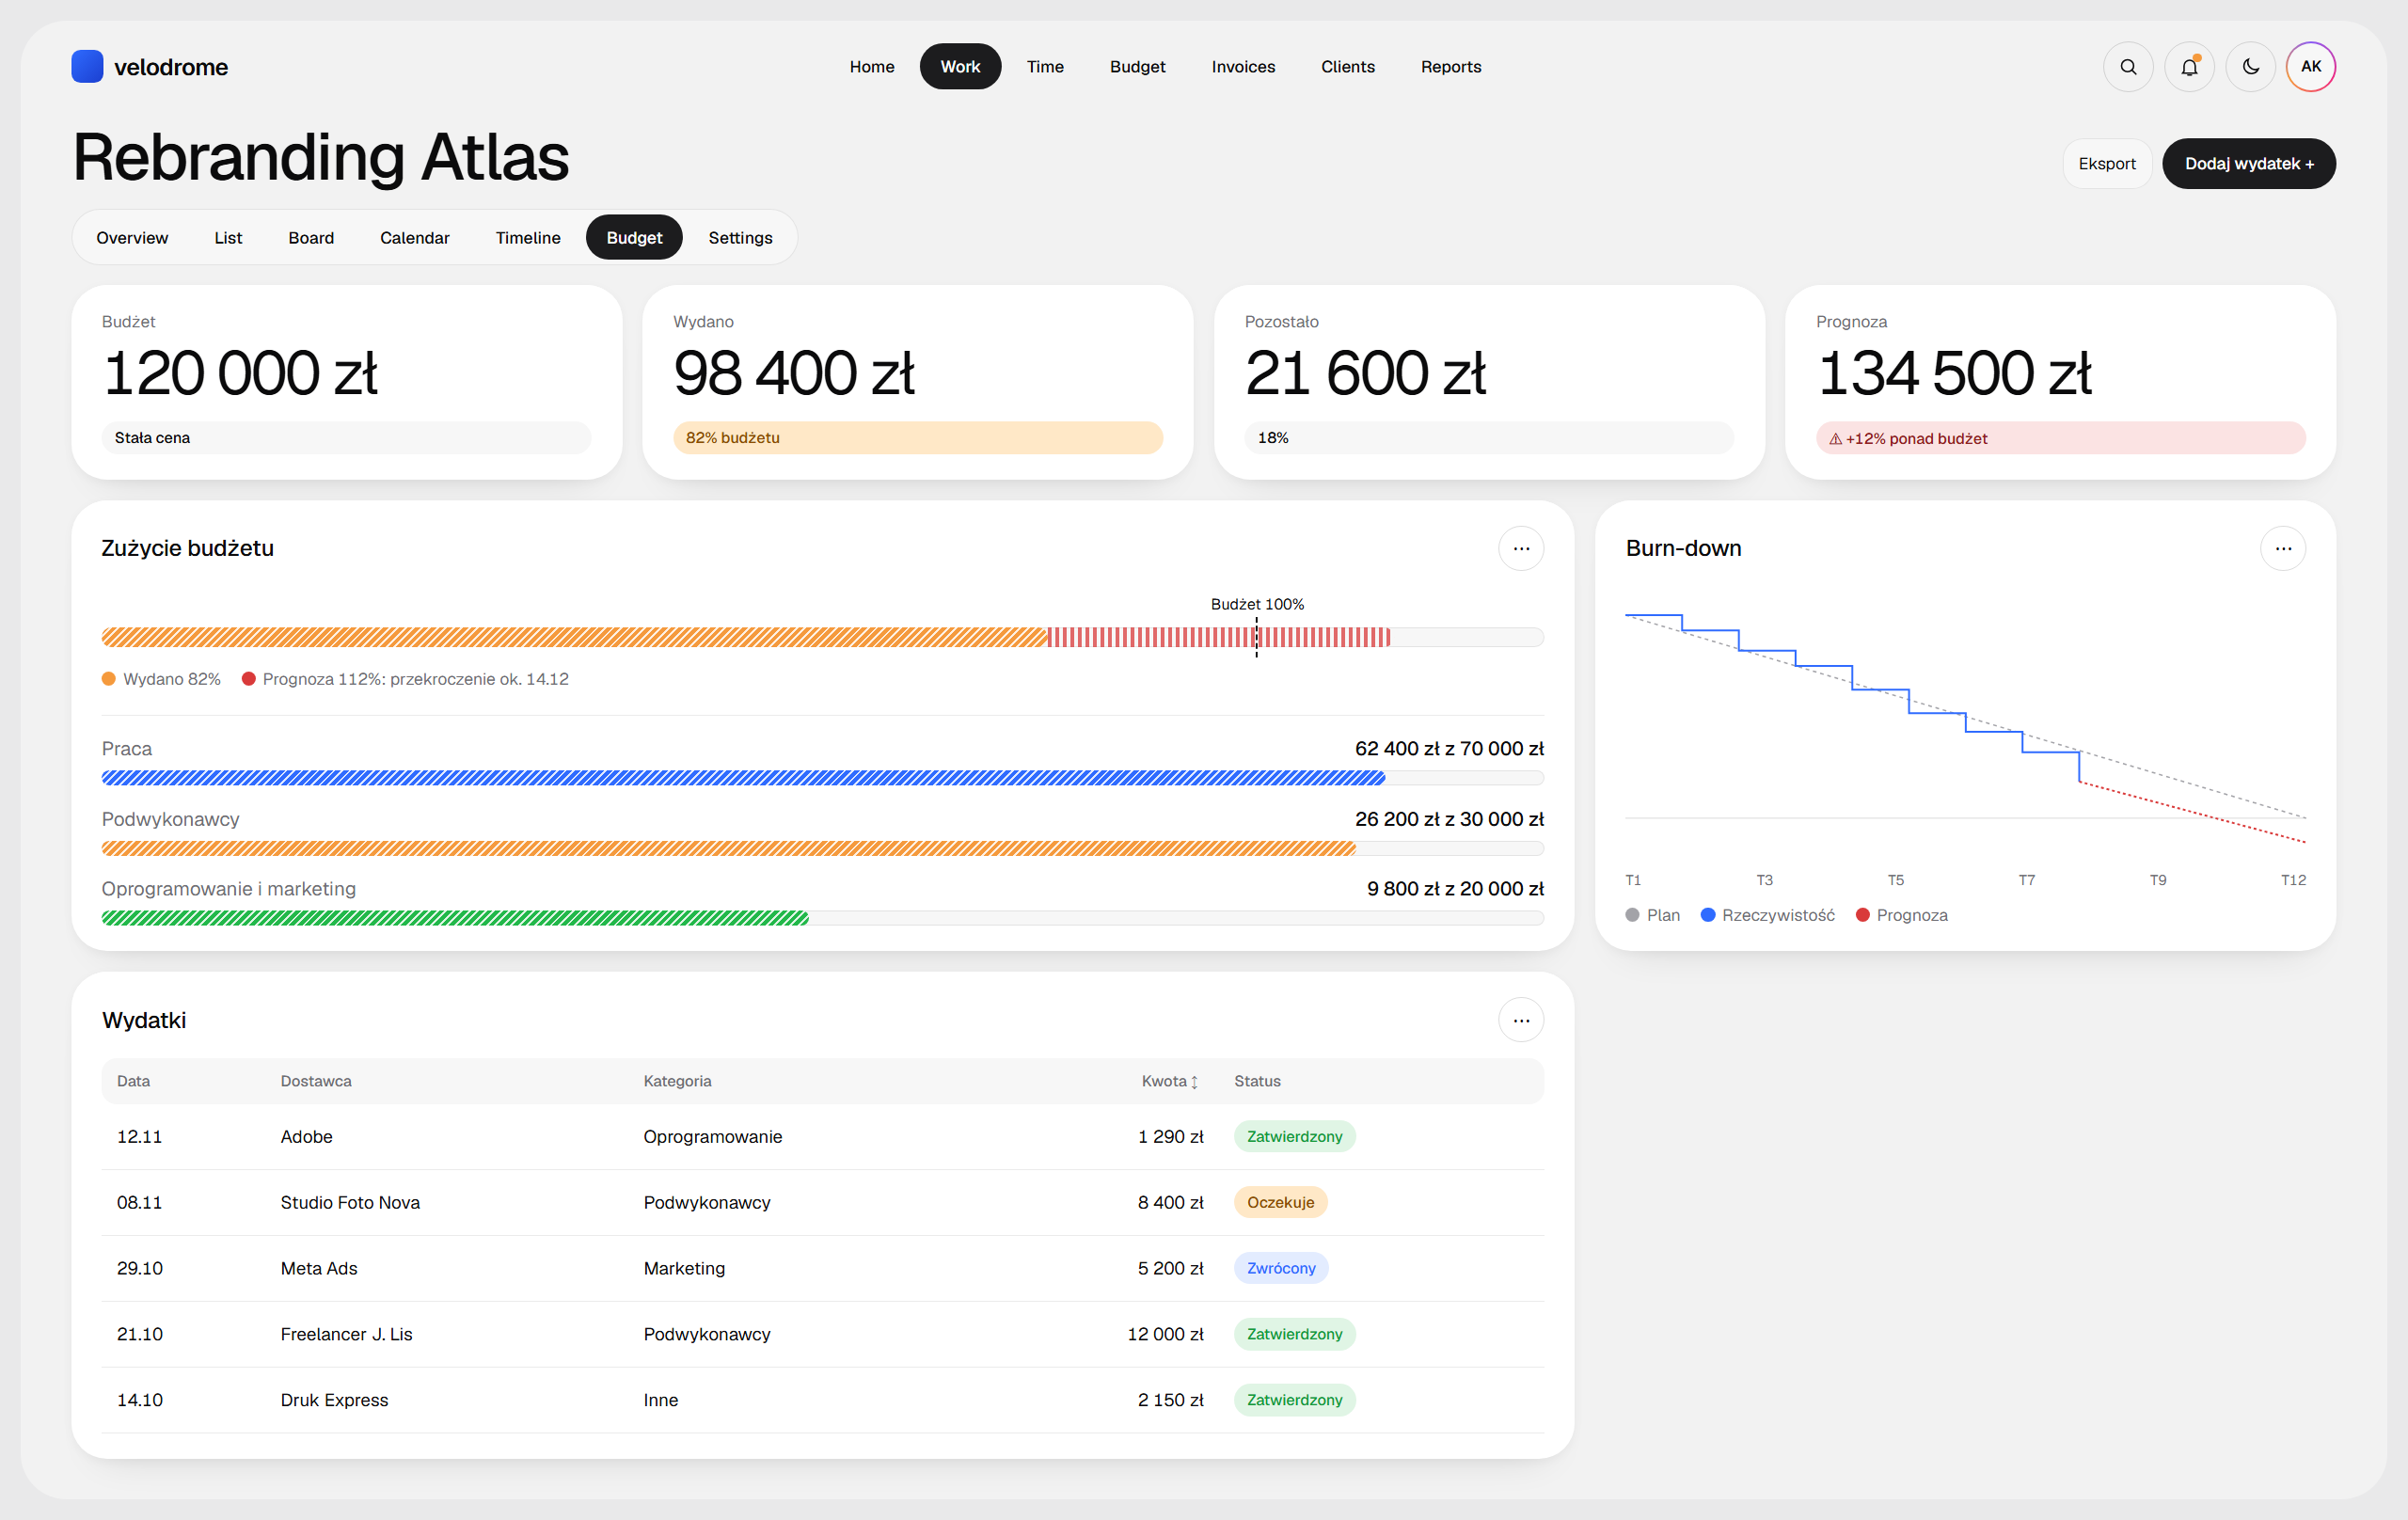 velodrome
Home Work Time Budget Invoices Clients Reports
AK
Rebranding Atlas
Eksport Dodaj wydatek +
Overview List Board Calendar Timeline Budget Settings
Budżet
120 000 zł
Stała cena
Wydano
98 400 zł
82% budżetu
Pozostało
21 600 zł
18%
Prognoza
134 500 zł
⚠ +12% ponad budżet
Zużycie budżetu
Budżet 100%
Wydano 82% Prognoza 112%: przekroczenie ok. 14.12
Praca 62 400 zł z 70 000 zł
Podwykonawcy 26 200 zł z 30 000 zł
Oprogramowanie i marketing 9 800 zł z 20 000 zł
Burn-down
T1 T3 T5 T7 T9 T12
Plan Rzeczywistość Prognoza
Wydatki
Data Dostawca Kategoria Kwota ↕ Status
12.11 Adobe Oprogramowanie 1 290 zł Zatwierdzony
08.11 Studio Foto Nova Podwykonawcy 8 400 zł Oczekuje
29.10 Meta Ads Marketing 5 200 zł Zwrócony
21.10 Freelancer J. Lis Podwykonawcy 12 000 zł Zatwierdzony
14.10 Druk Express Inne 2 150 zł Zatwierdzony